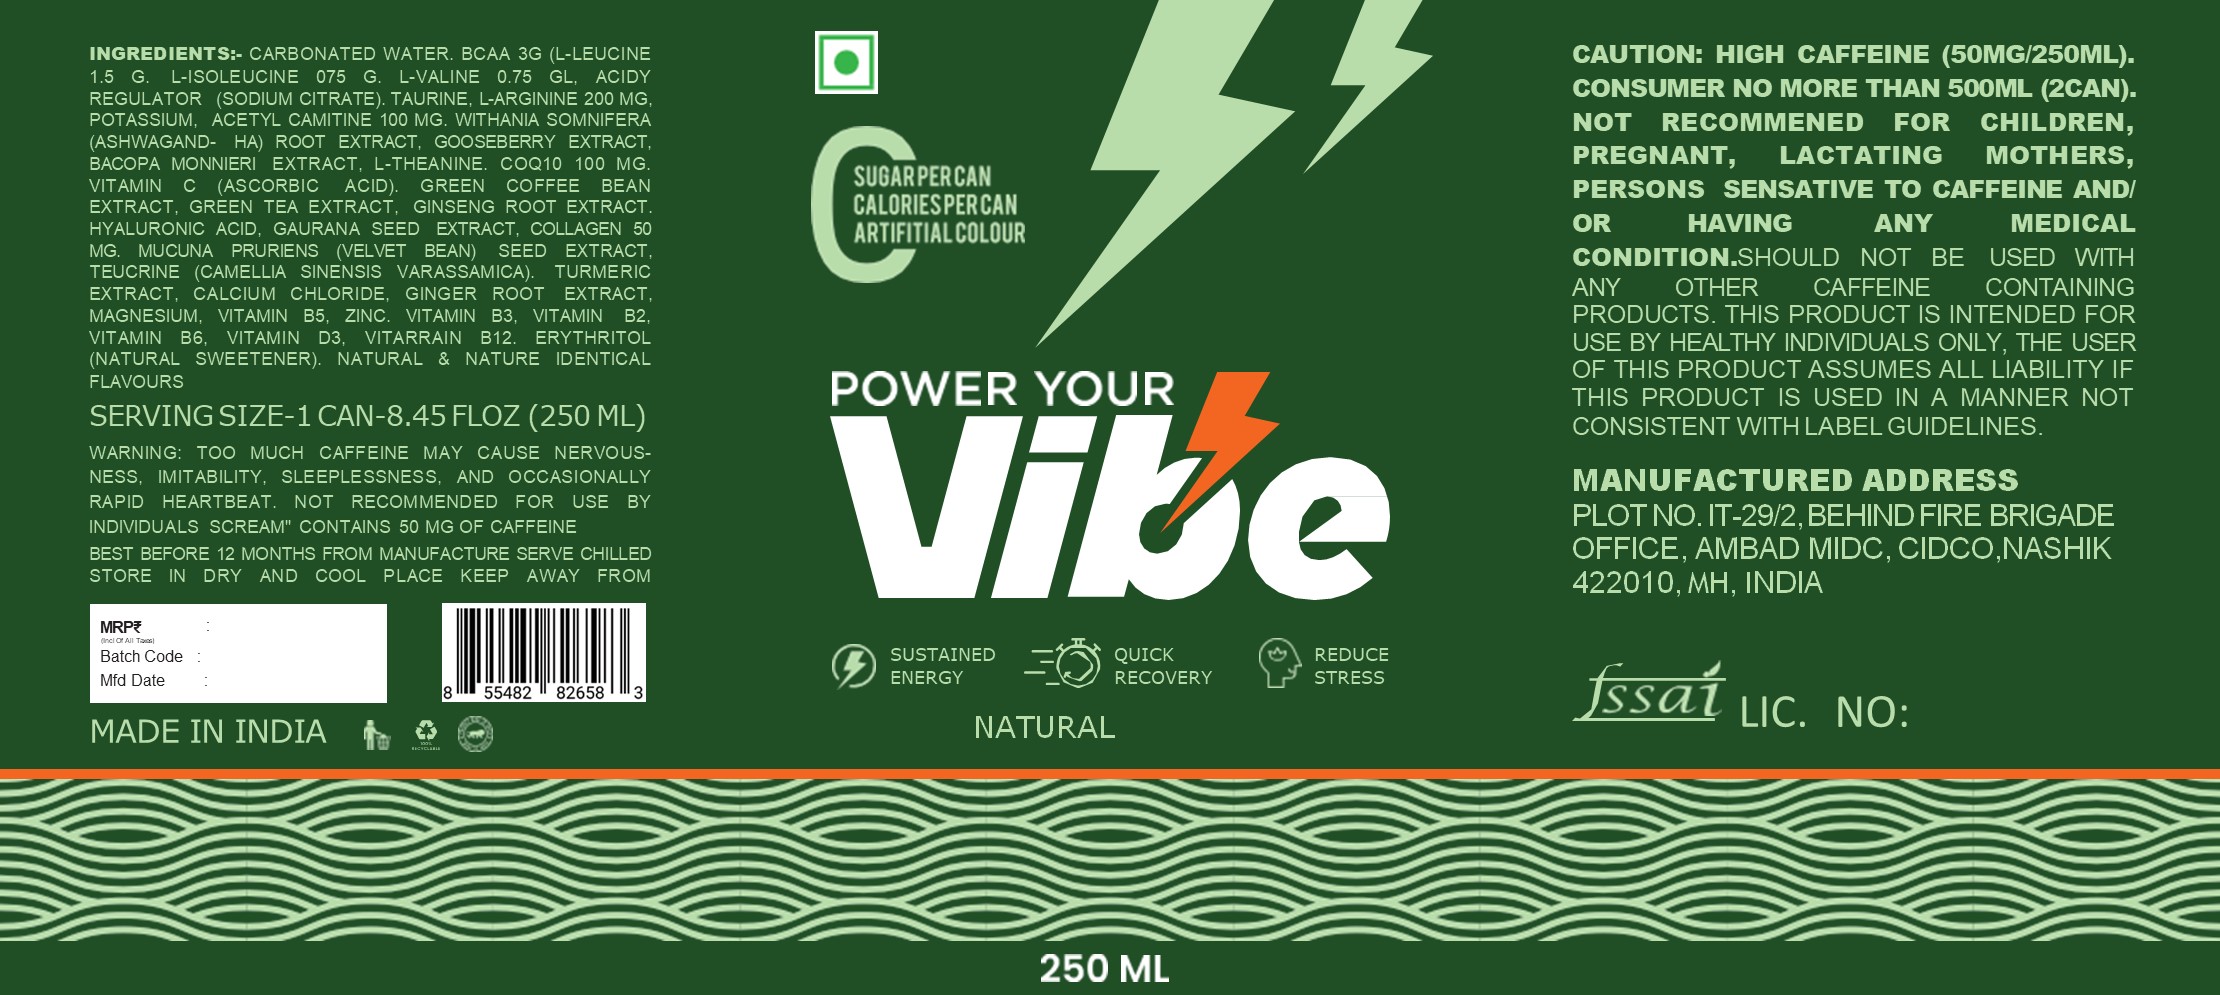 INGREDIENTS:- CARBONATED WATER. BCAA 3G (L-LEUCINE
1.5 G. L-ISOLEUCINE 075 G. L-VALINE 0.75 GL, ACIDY
REGULATOR (SODIUM CITRATE). TAURINE, L-ARGININE 200 MG,
POTASSIUM, ACETYL CAMITINE 100 MG. WITHANIA SOMNIFERA
(ASHWAGAND- HA) ROOT EXTRACT, GOOSEBERRY EXTRACT,
BACOPA MONNIERI EXTRACT, L-THEANINE. COQ10 100 MG.
VITAMIN C (ASCORBIC ACID). GREEN COFFEE BEAN
EXTRACT, GREEN TEA EXTRACT, GINSENG ROOT EXTRACT.
HYALURONIC ACID, GAURANA SEED EXTRACT, COLLAGEN 50
MG. MUCUNA PRURIENS (VELVET BEAN) SEED EXTRACT,
TEUCRINE (CAMELLIA SINENSIS VARASSAMICA). TURMERIC
EXTRACT, CALCIUM CHLORIDE, GINGER ROOT EXTRACT,
MAGNESIUM, VITAMIN B5, ZINC. VITAMIN B3, VITAMIN B2,
VITAMIN B6, VITAMIN D3, VITARRAIN B12. ERYTHRITOL
(NATURAL SWEETENER). NATURAL & NATURE IDENTICAL
FLAVOURS
SERVING SIZE-1 CAN-8.45 FLOZ (250 ML)
WARNING: TOO MUCH CAFFEINE MAY CAUSE NERVOUS-
NESS, IMITABILITY, SLEEPLESSNESS, AND OCCASIONALLY
RAPID HEARTBEAT. NOT RECOMMENDED FOR USE BY
INDIVIDUALS SCREAM" CONTAINS 50 MG OF CAFFEINE
BEST BEFORE 12 MONTHS FROM MANUFACTURE SERVE CHILLED
STORE IN DRY AND COOL PLACE KEEP AWAY FROM
MRP₹ :
(Incl Of All Taxes)
Batch Code :
Mfd Date :
8 55482 82658 3
MADE IN INDIA
100%
RECYCLABLE
SUGAR PER CAN
CALORIES PER CAN
ARTIFITIAL COLOUR
POWER YOUR
Vibe
SUSTAINED
ENERGY
QUICK
RECOVERY
REDUCE
STRESS
NATURAL
CAUTION: HIGH CAFFEINE (50MG/250ML).
CONSUMER NO MORE THAN 500ML (2CAN).
NOT RECOMMENED FOR CHILDREN,
PREGNANT, LACTATING MOTHERS,
PERSONS SENSATIVE TO CAFFEINE AND/
OR HAVING ANY MEDICAL
CONDITION.SHOULD NOT BE USED WITH
ANY OTHER CAFFEINE CONTAINING
PRODUCTS. THIS PRODUCT IS INTENDED FOR
USE BY HEALTHY INDIVIDUALS ONLY, THE USER
OF THIS PRODUCT ASSUMES ALL LIABILITY IF
THIS PRODUCT IS USED IN A MANNER NOT
CONSISTENT WITH LABEL GUIDELINES.
MANUFACTURED ADDRESS
PLOT NO. IT-29/2, BEHIND FIRE BRIGADE
OFFICE, AMBAD MIDC, CIDCO,NASHIK
422010, MH, INDIA
fssai LIC. NO:
250 ML